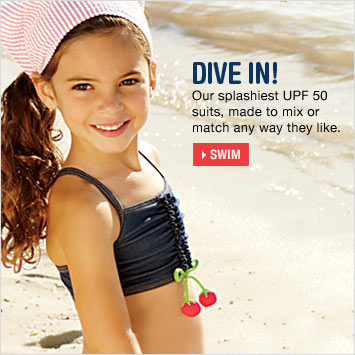 DIVE IN!
Our splashiest UPF 50
suits, made to mix or
match any way they like.
SWIM